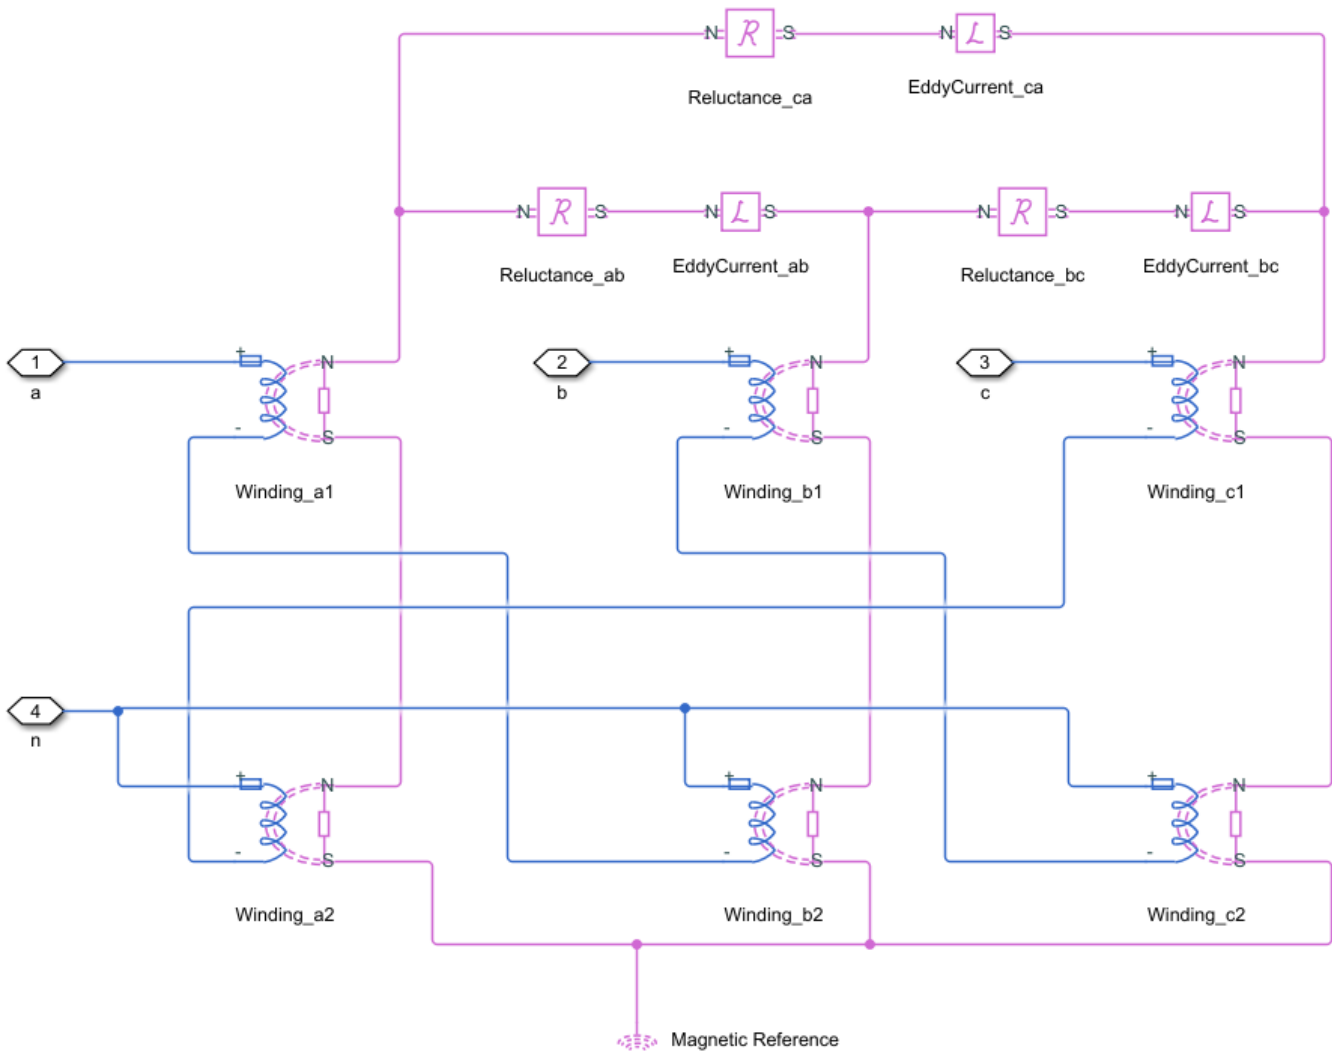 N R S N L S
Reluctance_ca EddyCurrent_ca
N R S N L S N R S N L S
Reluctance_ab EddyCurrent_ab Reluctance_bc EddyCurrent_bc
1 + N 2 + N 3 + N
a b c
- S - S - S
Winding_a1 Winding_b1 Winding_c1
4
n
+ N + N + N
- S - S - S
Winding_a2 Winding_b2 Winding_c2
Magnetic Reference